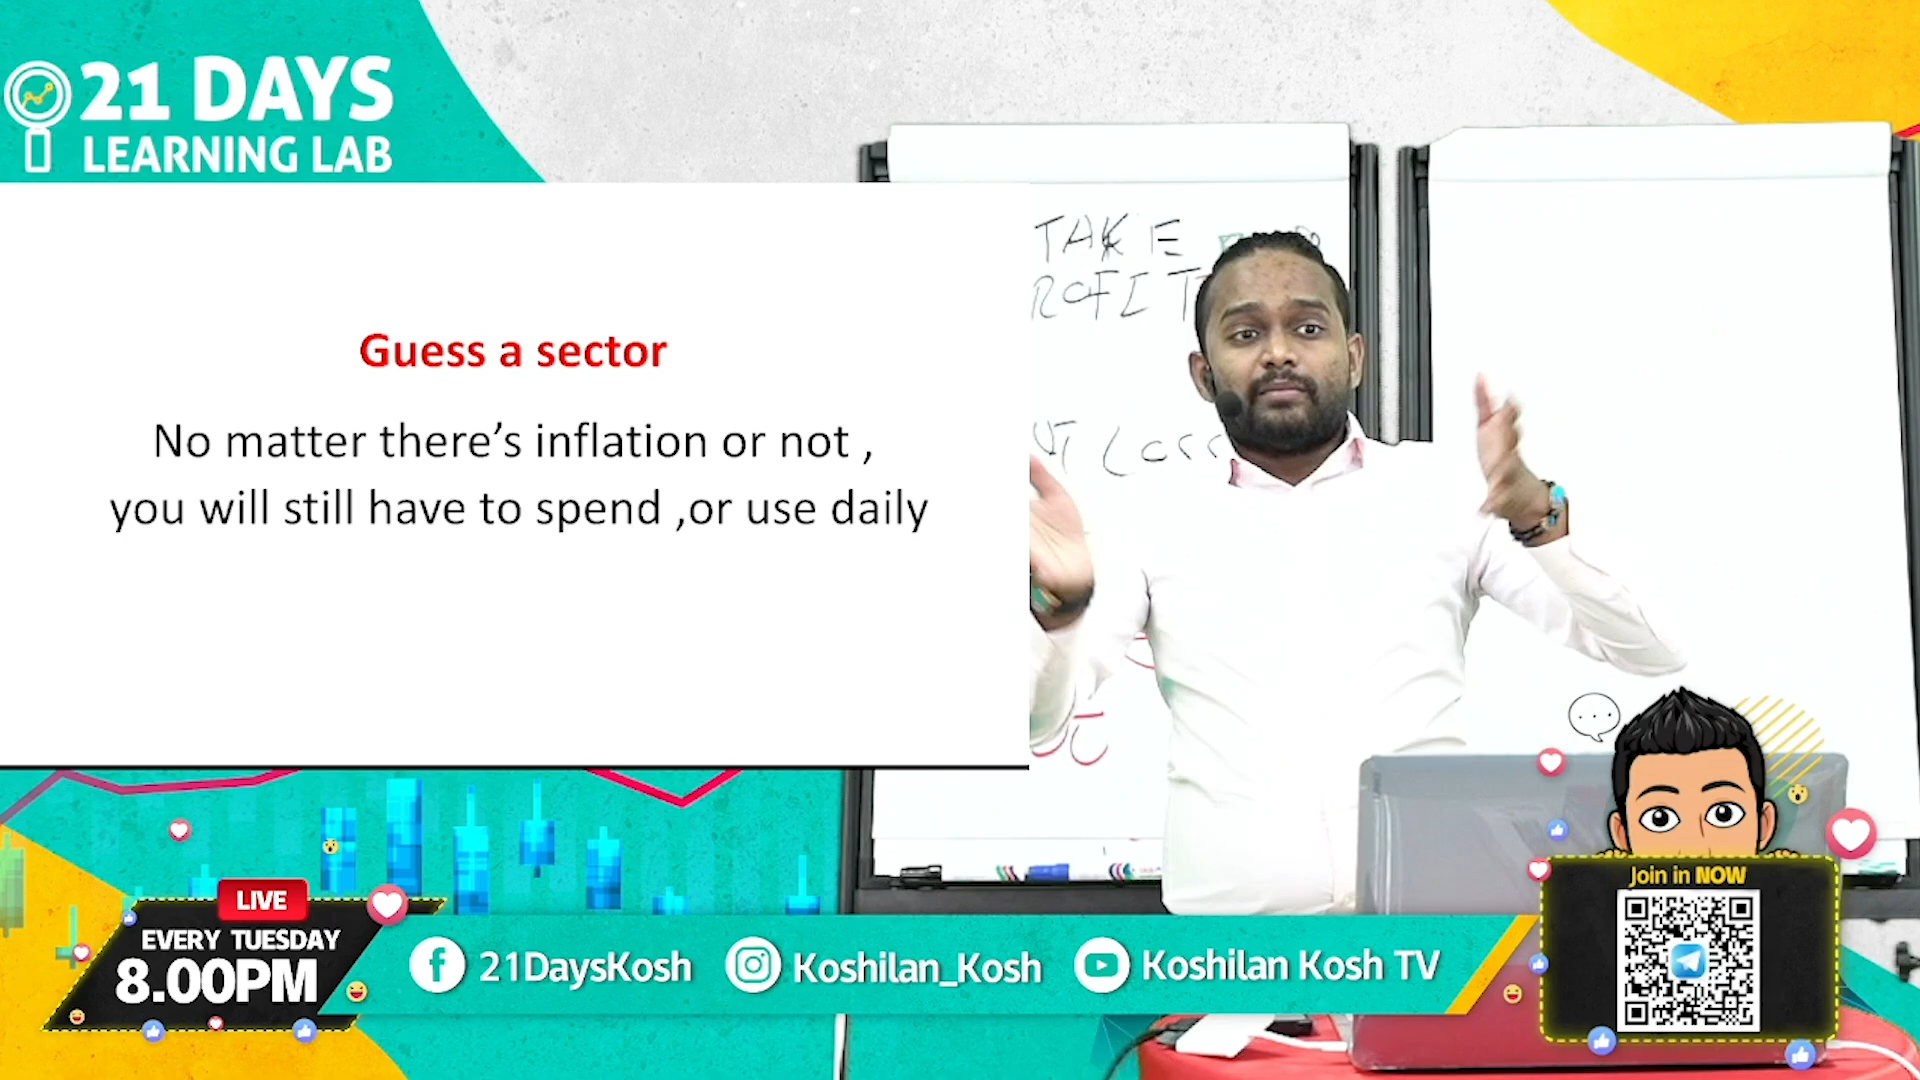 21 DAYS
LEARNING LAB
TAKE
ROFIT
Guess a sector
No matter there’s inflation or not ,
you will still have to spend ,or use daily
LIVE
EVERY TUESDAY
8.00PM
21DaysKosh
Koshilan_Kosh
Koshilan Kosh TV
Join in NOW